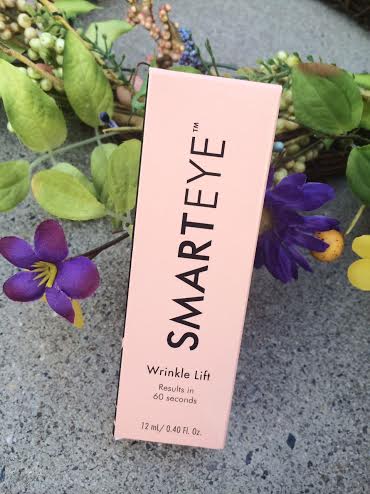 SMARTEYE™
Wrinkle Lift
Results in
60 seconds
12 mL/ 0.40 Fl. Oz.